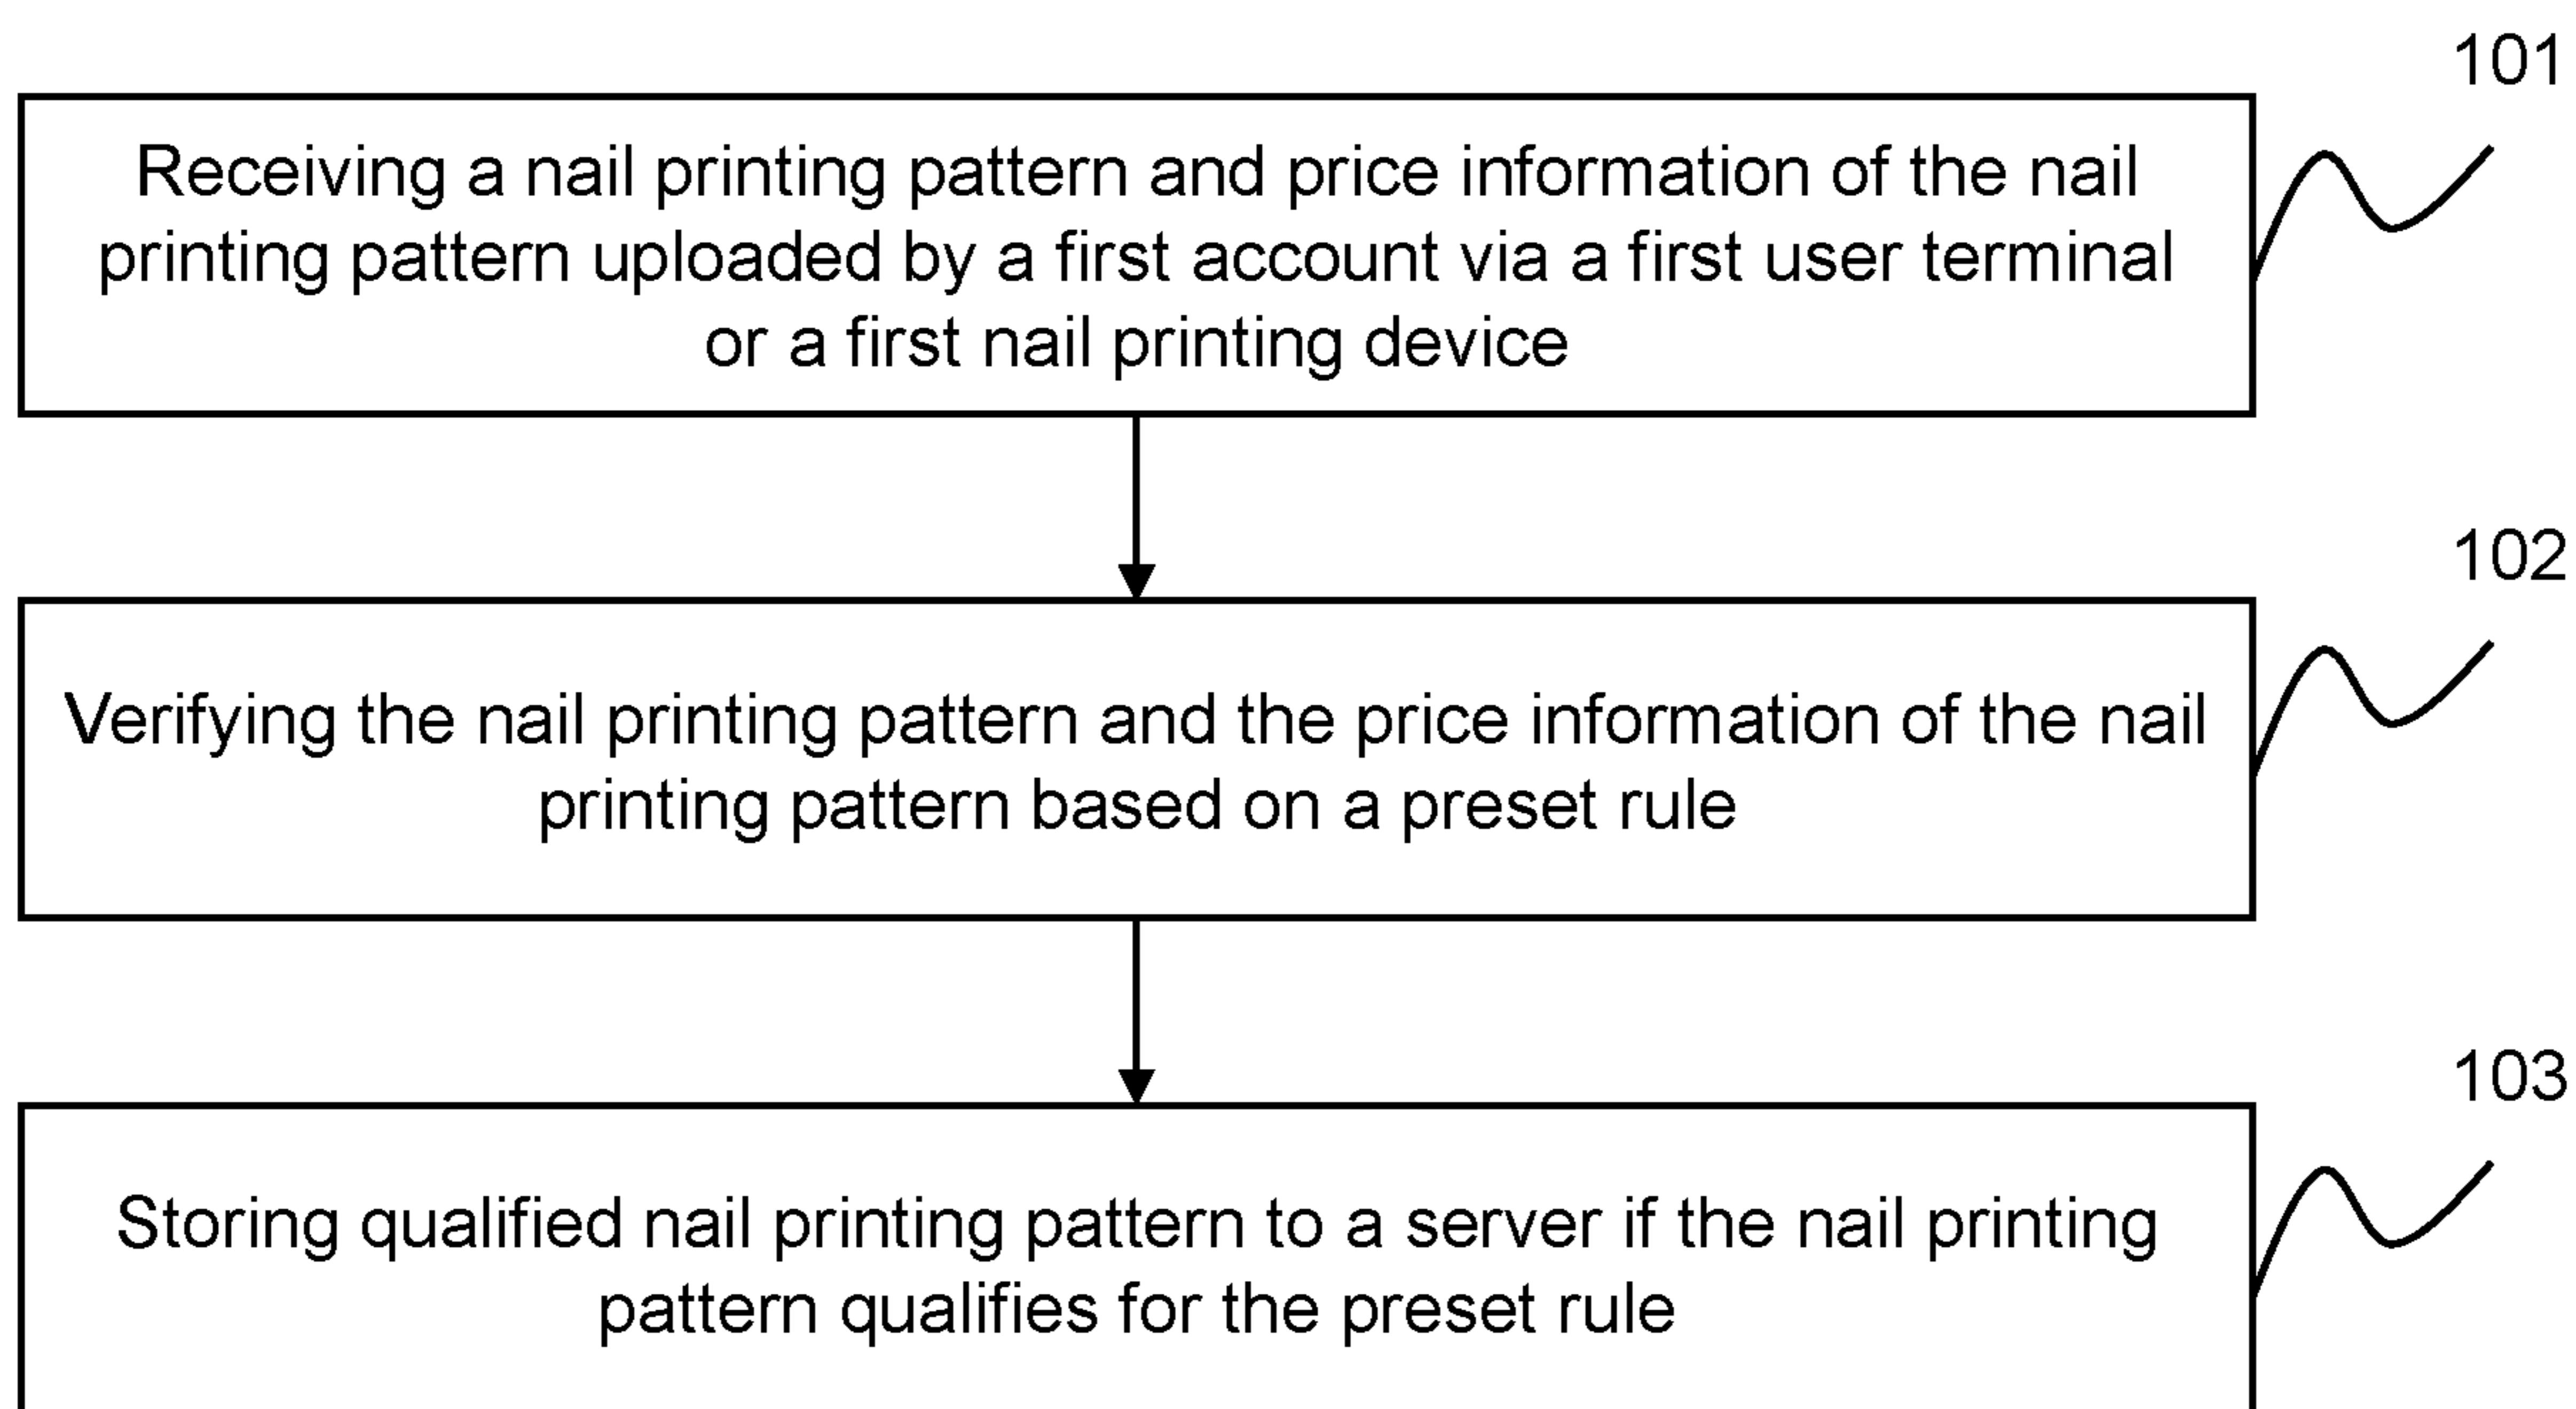 101
Receiving a nail printing pattern and price information of the nail
printing pattern uploaded by a first account via a first user terminal
or a first nail printing device
102
Verifying the nail printing pattern and the price information of the nail
printing pattern based on a preset rule
103
Storing qualified nail printing pattern to a server if the nail printing
pattern qualifies for the preset rule